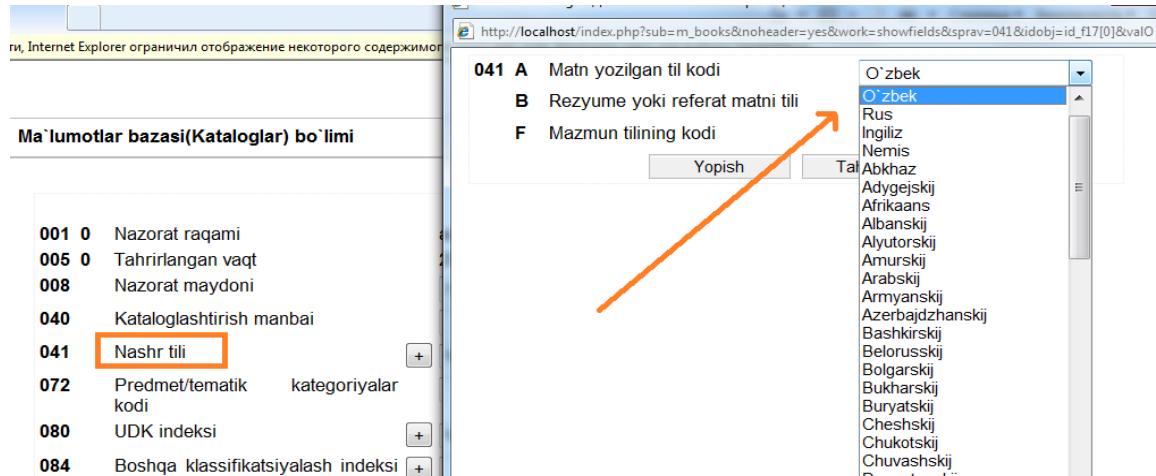 ти, Internet Explorer ограничил отображение некоторого содержимог
Ma`lumotlar bazasi(Kataloglar) bo`limi
001 0 Nazorat raqami
005 0 Tahrirlangan vaqt
008 Nazorat maydoni
040 Kataloglashtirish manbai
041 Nashr tili +
072 Predmet/tematik kategoriyalar
kodi
080 UDK indeksi +
084 Boshqa klassifikatsiyalash indeksi +
http://localhost/index.php?sub=m_books&noheader=yes&work=showfields&sprav=041&idobj=id_f17[0]&valO
041 A Matn yozilgan til kodi O`zbek
B Rezyume yoki referat matni tili
F Mazmun tilining kodi
Yopish Tah
O`zbek
Rus
Ingiliz
Nemis
Abkhaz
Adygejskij
Afrikaans
Albanskij
Alyutorskij
Amurskij
Arabskij
Armyanskij
Azerbajdzhanskij
Bashkirskij
Belorusskij
Bolgarskij
Bukharskij
Buryatskij
Cheshskij
Chukotskij
Chuvashskij